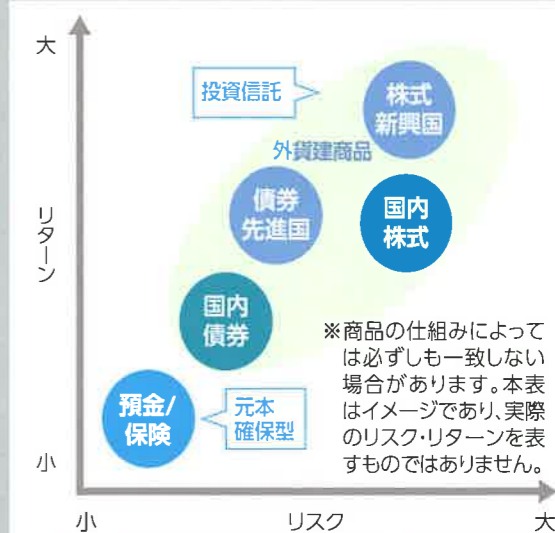 大
投資信託
株式
新興国
外貨建商品
債券
先進国
国内
株式
リターン
国内
債券
※商品の仕組みによって
は必ずしも一致しない
場合があります。本表
はイメージであり、実際
のリスク・リターンを表
すものではありません。
預金/
保険
元本
確保型
小
小
リスク
大